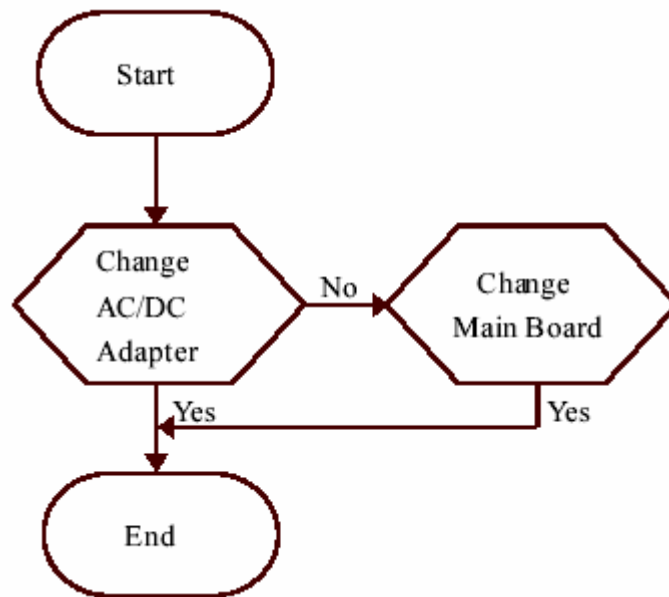 Start
Change
AC/DC
Adapter
No
Change
Main Board
Yes
Yes
End